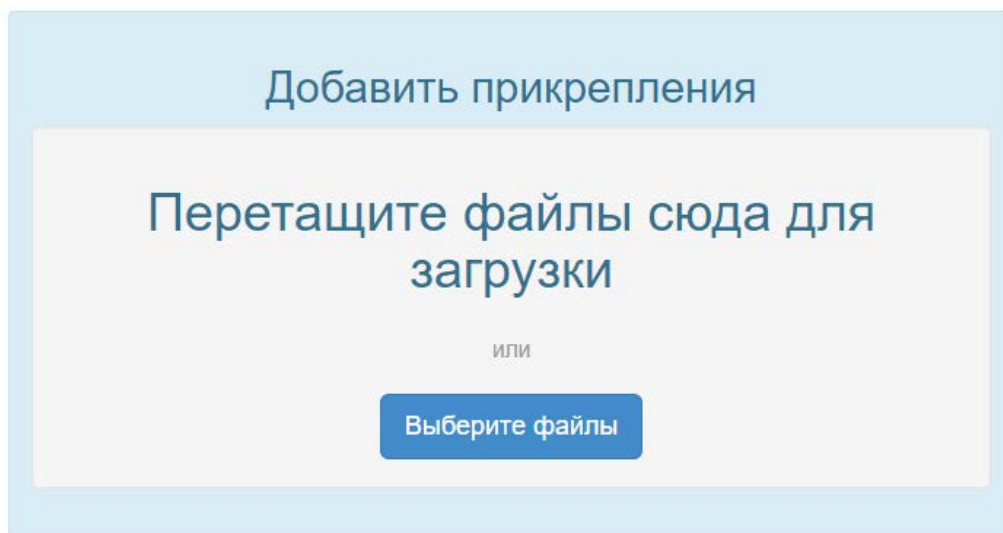 Добавить прикрепления
Перетащите файлы сюда для
загрузки
или
Выберите файлы